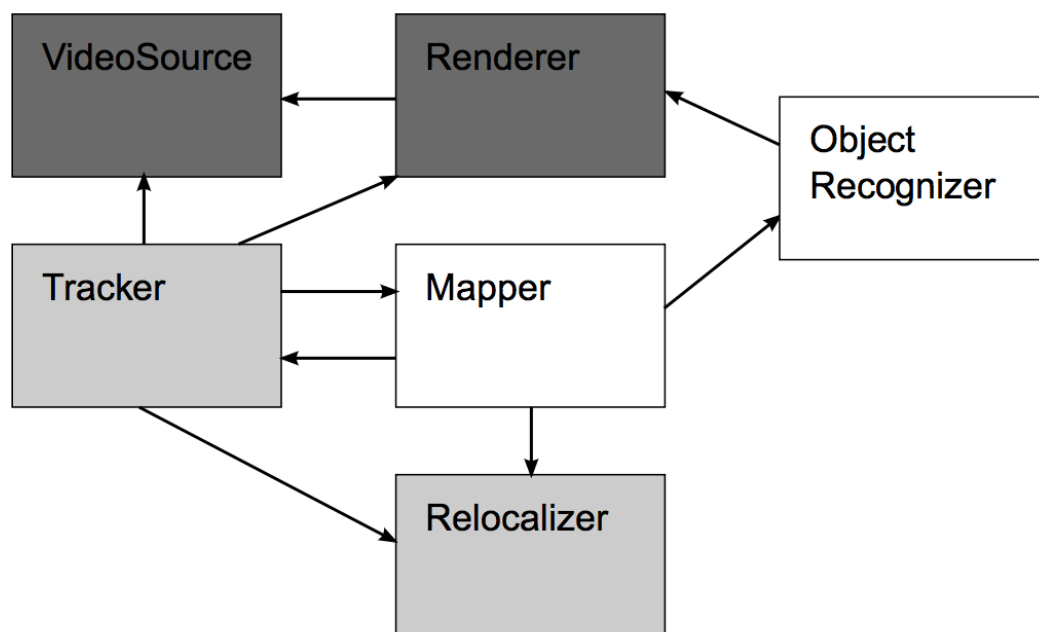 VideoSource
Renderer
Object
Recognizer
Tracker
Mapper
Relocalizer